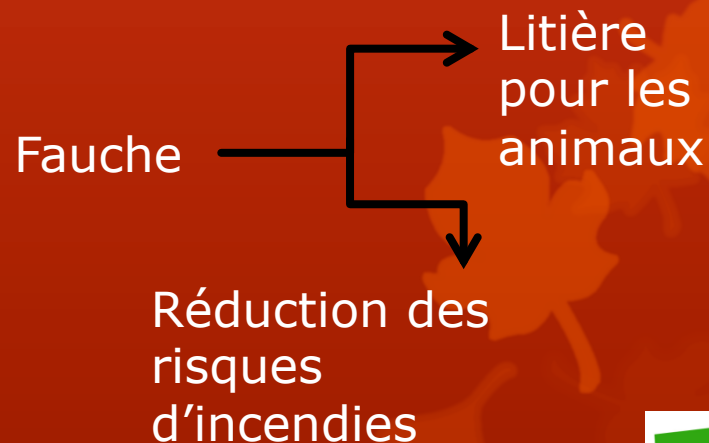 Litière
pour les
animaux
Fauche
Réduction des
risques
d’incendies